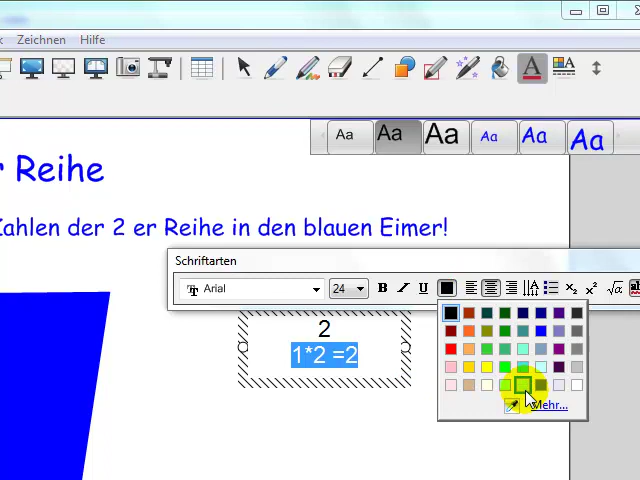 Zeichnen Hilfe
Aa Aa Aa Aa Aa Aa
r Reihe
Zahlen der 2 er Reihe in den blauen Eimer!
Schriftarten
Arial 24 B I U
2
1*2 =2
Mehr...